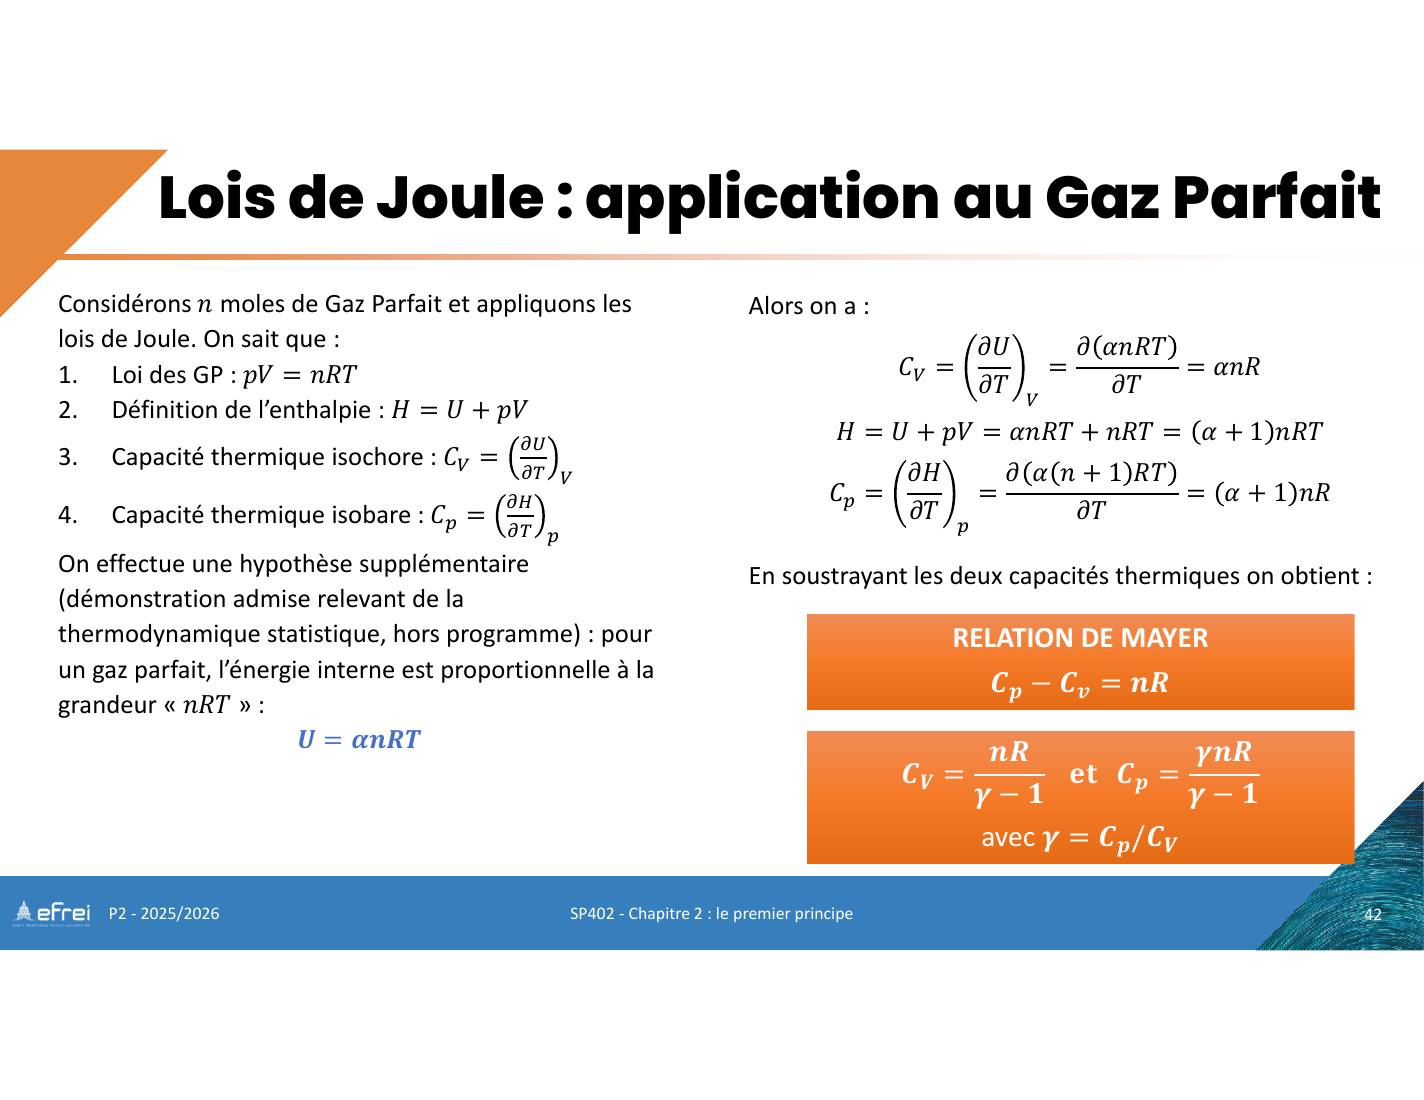 Lois de Joule : application au Gaz Parfait
Considérons 𝑛 moles de Gaz Parfait et appliquons les
lois de Joule. On sait que :
1. Loi des GP : 𝑝𝑉 = 𝑛𝑅𝑇
2. Définition de l’enthalpie : 𝐻 = 𝑈 + 𝑝𝑉
3. Capacité thermique isochore : 𝐶_𝑉 = (∂𝑈/∂𝑇)_𝑉
4. Capacité thermique isobare : 𝐶_𝑝 = (∂𝐻/∂𝑇)_𝑝
On effectue une hypothèse supplémentaire
(démonstration admise relevant de la
thermodynamique statistique, hors programme) : pour
un gaz parfait, l’énergie interne est proportionnelle à la
grandeur « 𝑛𝑅𝑇 » :
𝑼 = 𝜶𝒏𝑹𝑻
Alors on a :
𝐶_𝑉 = (∂𝑈/∂𝑇)_𝑉 = ∂(𝛼𝑛𝑅𝑇)/∂𝑇 = 𝛼𝑛𝑅
𝐻 = 𝑈 + 𝑝𝑉 = 𝛼𝑛𝑅𝑇 + 𝑛𝑅𝑇 = (𝛼 + 1)𝑛𝑅𝑇
𝐶_𝑝 = (∂𝐻/∂𝑇)_𝑝 = ∂(𝛼(𝑛 + 1)𝑅𝑇)/∂𝑇 = (𝛼 + 1)𝑛𝑅
En soustrayant les deux capacités thermiques on obtient :
RELATION DE MAYER
𝑪_𝒑 − 𝑪_𝒗 = 𝒏𝑹
𝑪_𝑽 = 𝒏𝑹/(𝜸 − 𝟏) et 𝑪_𝒑 = 𝜸𝒏𝑹/(𝜸 − 𝟏)
avec 𝜸 = 𝑪_𝒑/𝑪_𝑽
efrei
P2 - 2025/2026
SP402 - Chapitre 2 : le premier principe
42